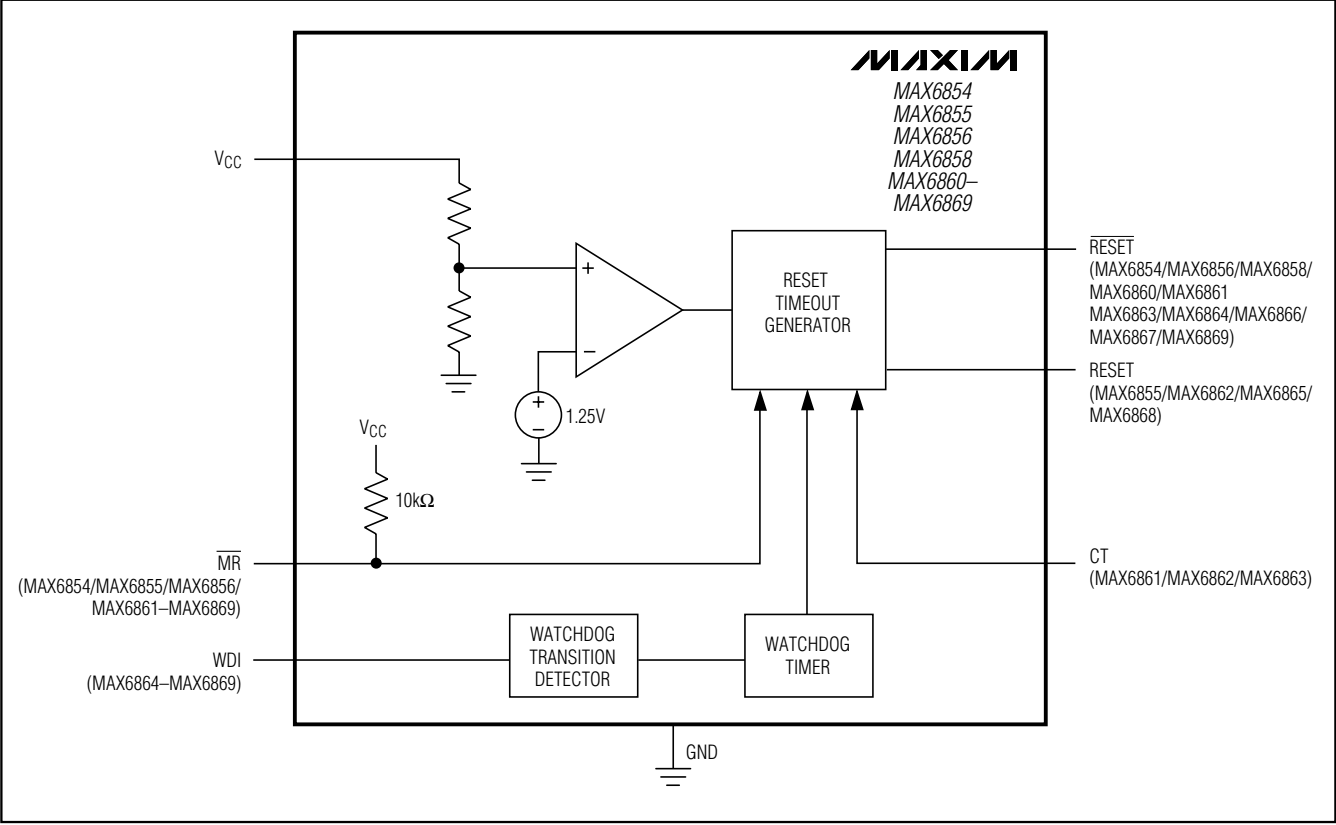 MAXIM
MAX6854
MAX6855
MAX6856
MAX6858
MAX6860–
MAX6869
VCC
+
−
RESET
TIMEOUT
GENERATOR
RESET
(MAX6854/MAX6856/MAX6858/
MAX6860/MAX6861
MAX6863/MAX6864/MAX6866/
MAX6867/MAX6869)
RESET
(MAX6855/MAX6862/MAX6865/
MAX6868)
+
−
1.25V
VCC
10kΩ
MR
(MAX6854/MAX6855/MAX6856/
MAX6861–MAX6869)
CT
(MAX6861/MAX6862/MAX6863)
WDI
(MAX6864–MAX6869)
WATCHDOG
TRANSITION
DETECTOR
WATCHDOG
TIMER
GND